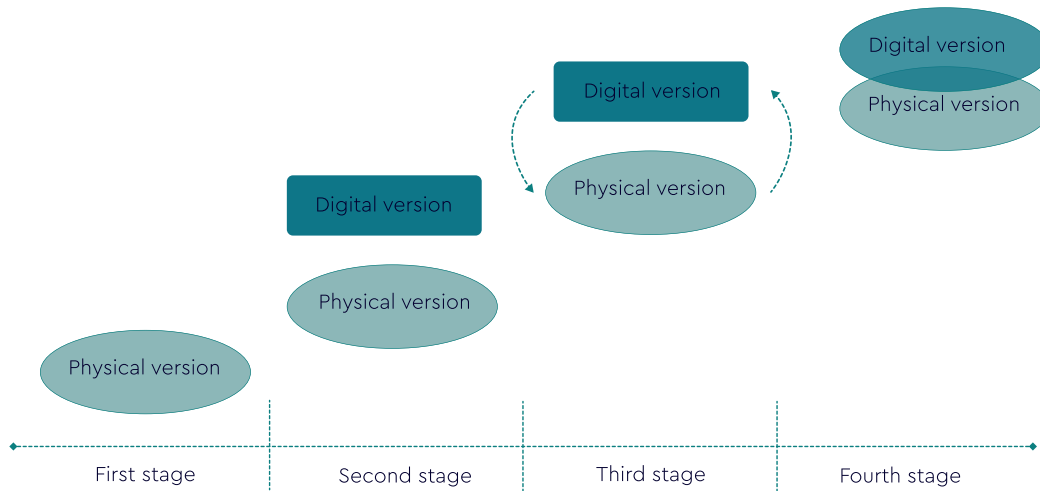 Digital version
Physical version
Digital version
Physical version
Digital version
Physical version
Physical version
First stage
Second stage
Third stage
Fourth stage